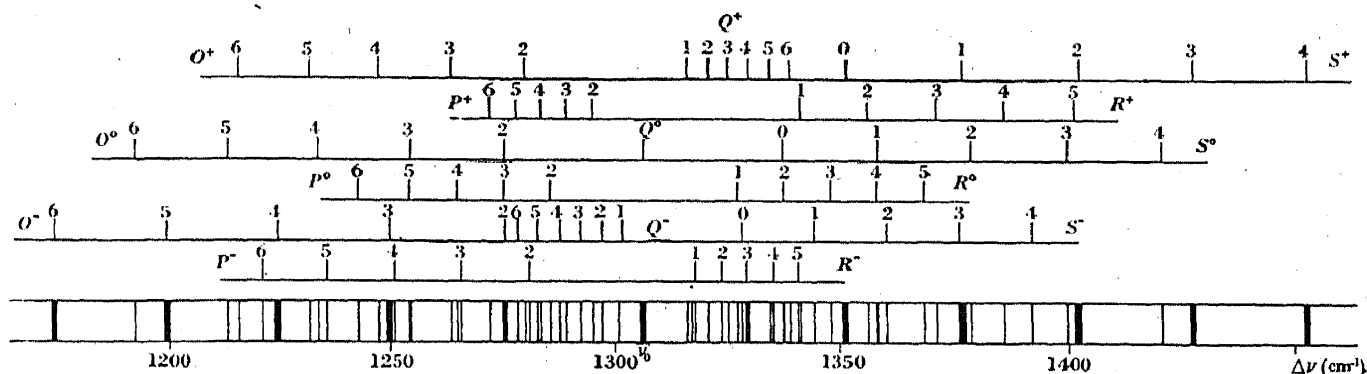 Q⁺
O⁺ 6 5 4 3 2 1 2 3 4 5 6 0 1 2 3 4 S⁺
P⁺ 6 5 4 3 2 1 2 3 4 5 R⁺
O° 6 5 4 3 2 Q° 0 1 2 3 4 S°
P° 6 5 4 3 2 1 2 3 4 5 R°
O⁻ 6 5 4 3 2 6 5 4 3 2 1 Q⁻ 0 1 2 3 4 S⁻
P⁻ 6 5 4 3 2 1 2 3 4 5 R⁻
1200 1250 1300 ν₀ 1350 1400 Δν (cm⁻¹)